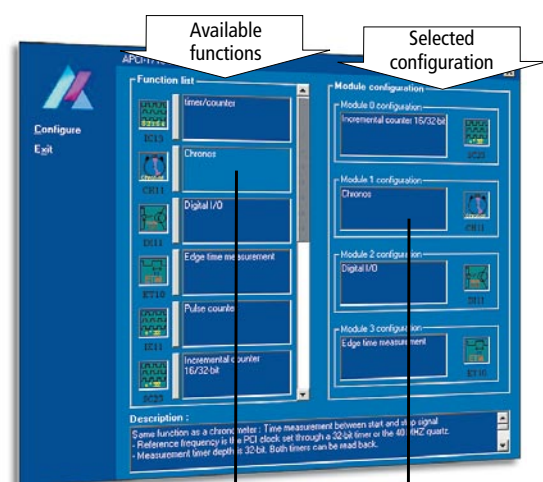 Available
functions
Selected
configuration
Configure
Exit
Function list
timer/counter
Chronos
CH11
Digital I/O
DI11
Edge time measurement
ET10
Pulse counter
Incremental counter
16/32-bit
IC23
Module configuration
Module 0 configuration
Incremental counter 16/32-bit
IC23
Module 1 configuration
Chronos
CH11
Module 2 configuration
Digital I/O
DI11
Module 3 configuration
Edge time measurement
ET10
Description :
Same function as a chronometer : Time measurement between start and stop signal
- Reference frequency is the PCI clock set through a 32-bit timer or the 40 MHZ quartz.
- Measurement timer depth is 32-bit. Both timers can be read back.